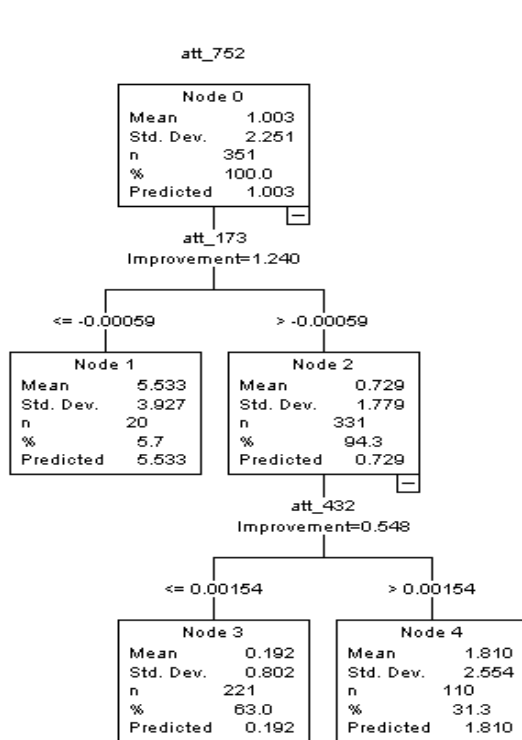 att_752
Node 0
Mean 1.003
Std. Dev. 2.251
n 351
% 100.0
Predicted 1.003
att_173
Improvement=1.240
<= -0.00059
> -0.00059
Node 1
Mean 5.533
Std. Dev. 3.927
n 20
% 5.7
Predicted 5.533
Node 2
Mean 0.729
Std. Dev. 1.779
n 331
% 94.3
Predicted 0.729
att_432
Improvement=0.548
<= 0.00154
> 0.00154
Node 3
Mean 0.192
Std. Dev. 0.802
n 221
% 63.0
Predicted 0.192
Node 4
Mean 1.810
Std. Dev. 2.554
n 110
% 31.3
Predicted 1.810